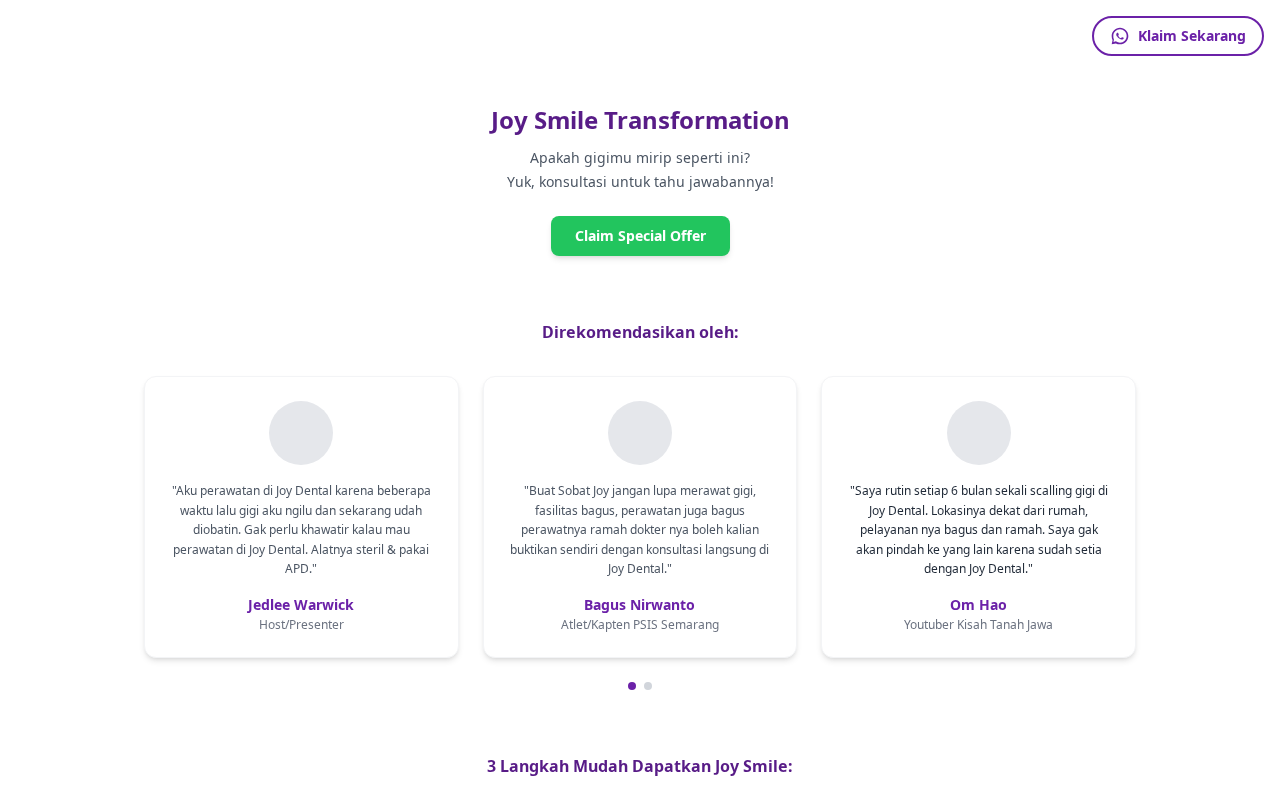 Klaim Sekarang
Joy Smile Transformation
Apakah gigimu mirip seperti ini?
Yuk, konsultasi untuk tahu jawabannya!
Claim Special Offer
Direkomendasikan oleh:
"Aku perawatan di Joy Dental karena beberapa
waktu lalu gigi aku ngilu dan sekarang udah
diobatin. Gak perlu khawatir kalau mau
perawatan di Joy Dental. Alatnya steril & pakai
APD."
Jedlee Warwick
Host/Presenter
"Buat Sobat Joy jangan lupa merawat gigi,
fasilitas bagus, perawatan juga bagus
perawatnya ramah dokter nya boleh kalian
buktikan sendiri dengan konsultasi langsung di
Joy Dental."
Bagus Nirwanto
Atlet/Kapten PSIS Semarang
"Saya rutin setiap 6 bulan sekali scalling gigi di
Joy Dental. Lokasinya dekat dari rumah,
pelayanan nya bagus dan ramah. Saya gak
akan pindah ke yang lain karena sudah setia
dengan Joy Dental."
Om Hao
Youtuber Kisah Tanah Jawa
3 Langkah Mudah Dapatkan Joy Smile: